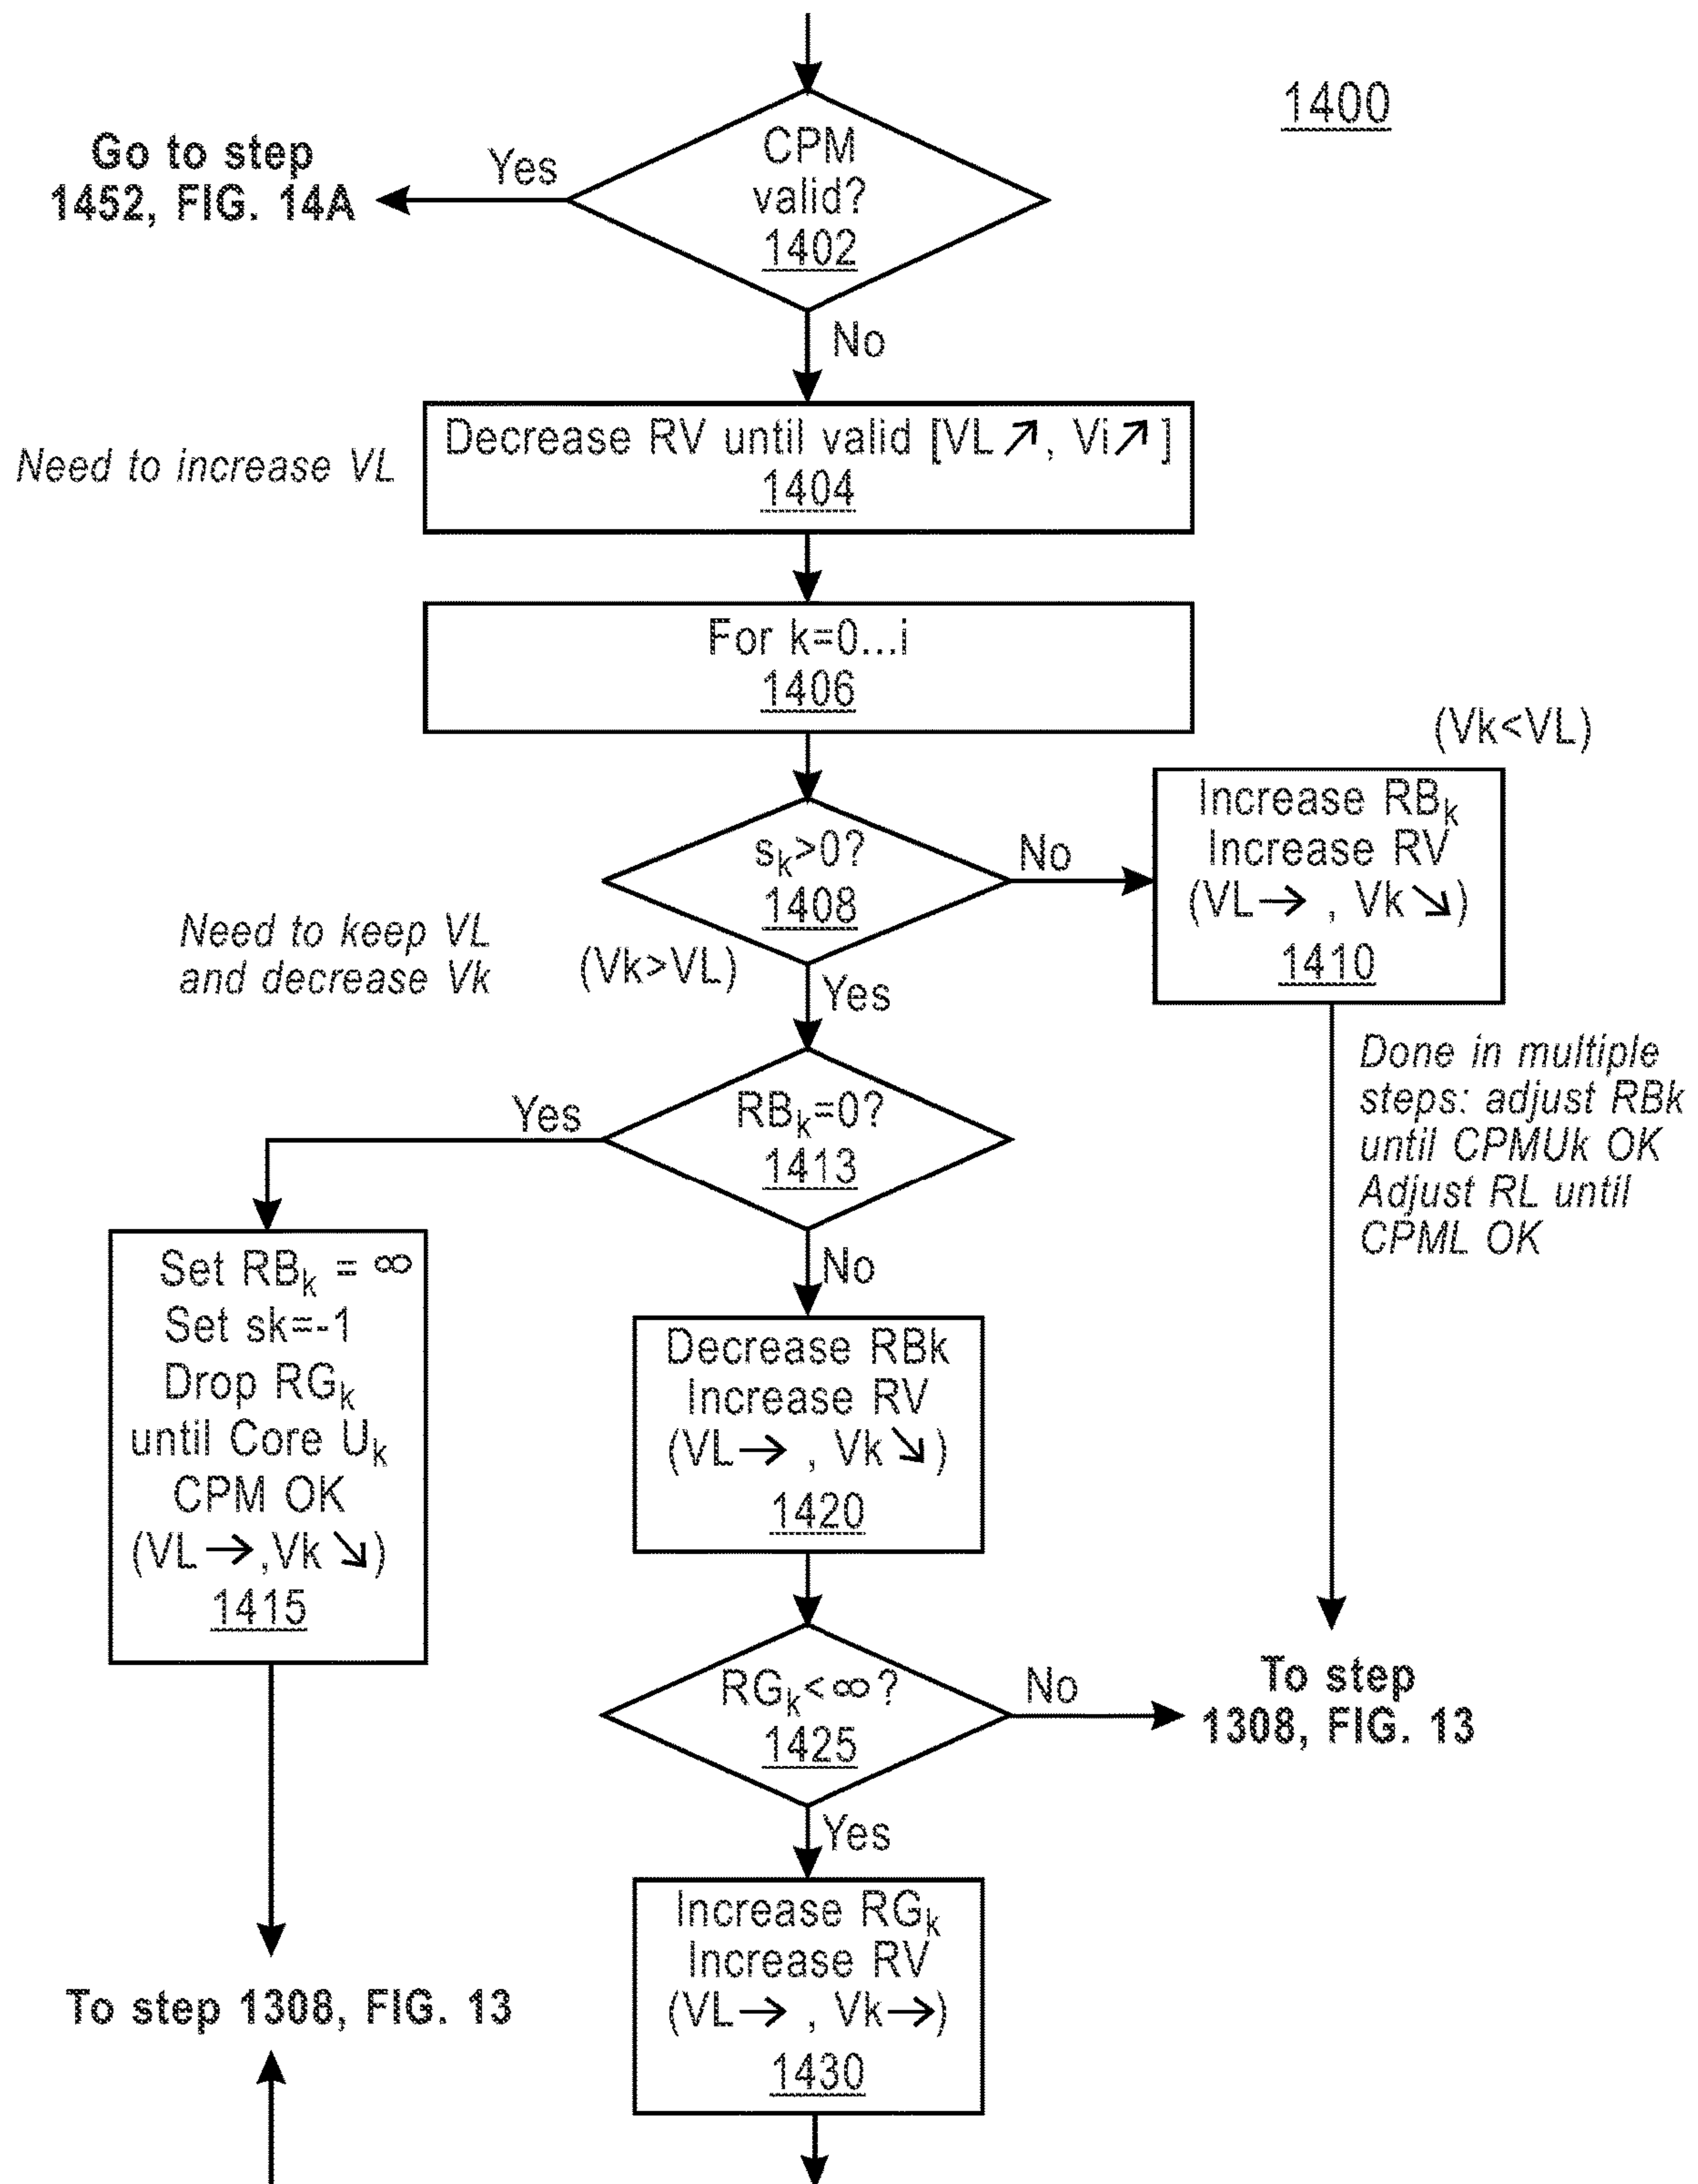 1400
CPM
valid?
1402
Yes
Go to step
1452, FIG. 14A
No
Need to increase VL
Decrease RV until valid [VL↗, Vi↗]
1404
For k=0...i
1406
(Vk<VL)
sₖ>0?
1408
No
Increase RBₖ
Increase RV
(VL→ , Vk↘)
1410
Need to keep VL
and decrease Vk
(Vk>VL)
Yes
Done in multiple
steps: adjust RBk
until CPMUk OK
Adjust RL until
CPML OK
RBₖ=0?
1413
Yes
No
Set RBₖ = ∞
Set sk=-1
Drop RGₖ
until Core Uₖ
CPM OK
(VL→,Vk↘)
1415
Decrease RBk
Increase RV
(VL→ , Vk↘)
1420
RGₖ<∞?
1425
No
To step
1308, FIG. 13
Yes
Increase RGₖ
Increase RV
(VL→ , Vk→)
1430
To step 1308, FIG. 13